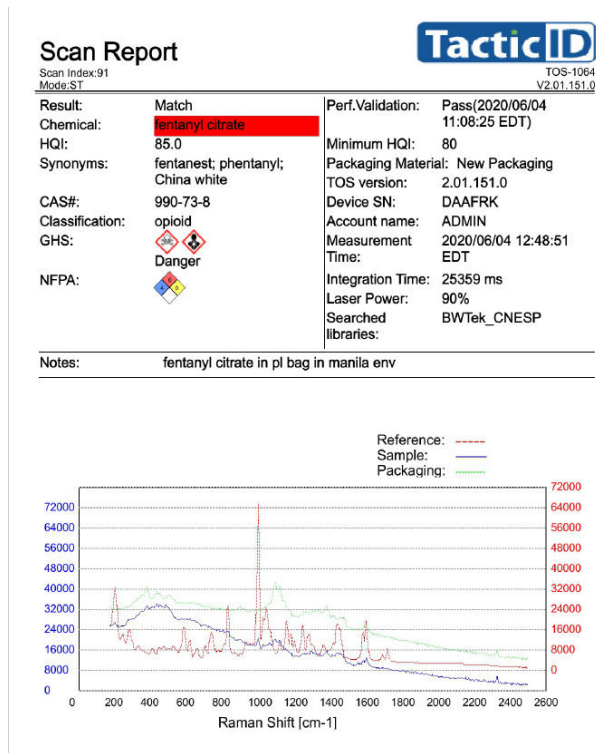 Scan Report
TacticID
Scan Index:91
TOS-1064
Mode:ST
V2.01.151.0
Result: Match
Perf.Validation: Pass(2020/06/04 11:08:25 EDT)
Chemical: fentanyl citrate
HQI: 85.0
Minimum HQI: 80
Synonyms: fentanest; phentanyl; China white
Packaging Material: New Packaging
TOS version: 2.01.151.0
CAS#: 990-73-8
Device SN: DAAFRK
Classification: opioid
Account name: ADMIN
GHS: Danger
Measurement Time: 2020/06/04 12:48:51 EDT
NFPA:
Integration Time: 25359 ms
Laser Power: 90%
Searched libraries: BWTek_CNESP
Notes: fentanyl citrate in pl bag in manila env
Reference:
Sample:
Packaging:
72000
72000 64000
64000 56000
56000 48000
48000 40000
40000 32000
32000 24000
24000 16000
16000 8000
8000 0
0
0 200 400 600 800 1000 1200 1400 1600 1800 2000 2200 2400 2600
Raman Shift [cm-1]